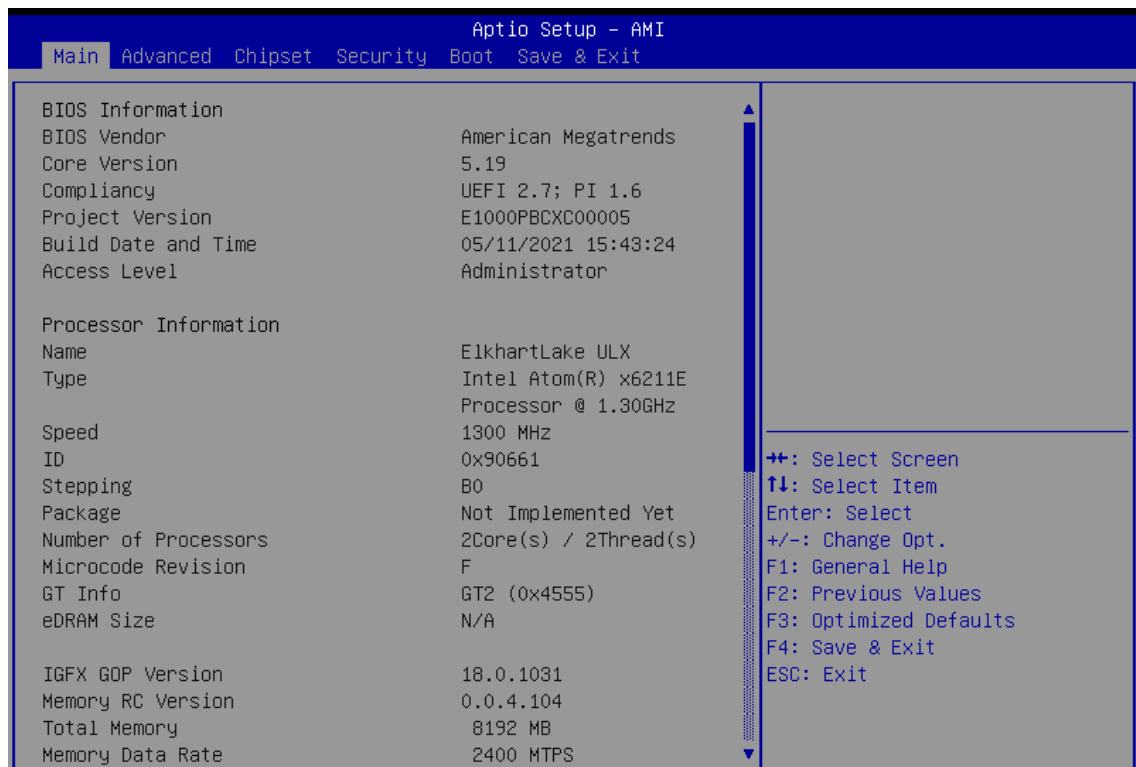 Aptio Setup – AMI
Main Advanced Chipset Security Boot Save & Exit
BIOS Information
BIOS Vendor American Megatrends
Core Version 5.19
Compliancy UEFI 2.7; PI 1.6
Project Version E1000PBCXC00005
Build Date and Time 05/11/2021 15:43:24
Access Level Administrator
Processor Information
Name ElkhartLake ULX
Type Intel Atom(R) x6211E
Processor @ 1.30GHz
Speed 1300 MHz
ID 0x90661
Stepping B0
Package Not Implemented Yet
Number of Processors 2Core(s) / 2Thread(s)
Microcode Revision F
GT Info GT2 (0x4555)
eDRAM Size N/A
IGFX GOP Version 18.0.1031
Memory RC Version 0.0.4.104
Total Memory 8192 MB
Memory Data Rate 2400 MTPS
→←: Select Screen
↑↓: Select Item
Enter: Select
+/-: Change Opt.
F1: General Help
F2: Previous Values
F3: Optimized Defaults
F4: Save & Exit
ESC: Exit